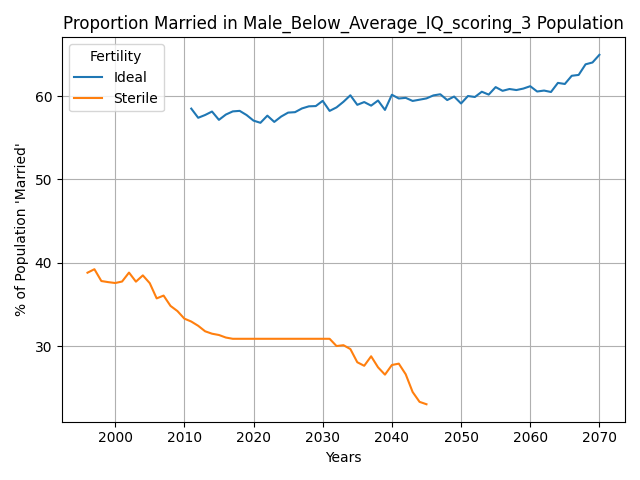 Proportion Married in Male_Below_Average_IQ_scoring_3 Population
Fertility
Ideal
Sterile
% of Population 'Married'
60
50
40
30
2000 2010 2020 2030 2040 2050 2060 2070
Years